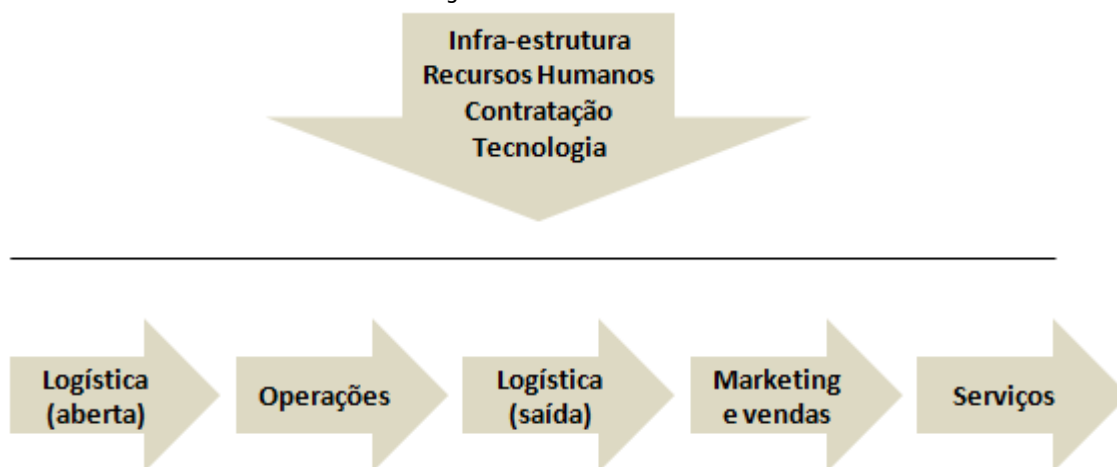 Infra-estrutura
Recursos Humanos
Contratação
Tecnologia
Logística
(aberta)
Operações
Logística
(saída)
Marketing
e vendas
Serviços